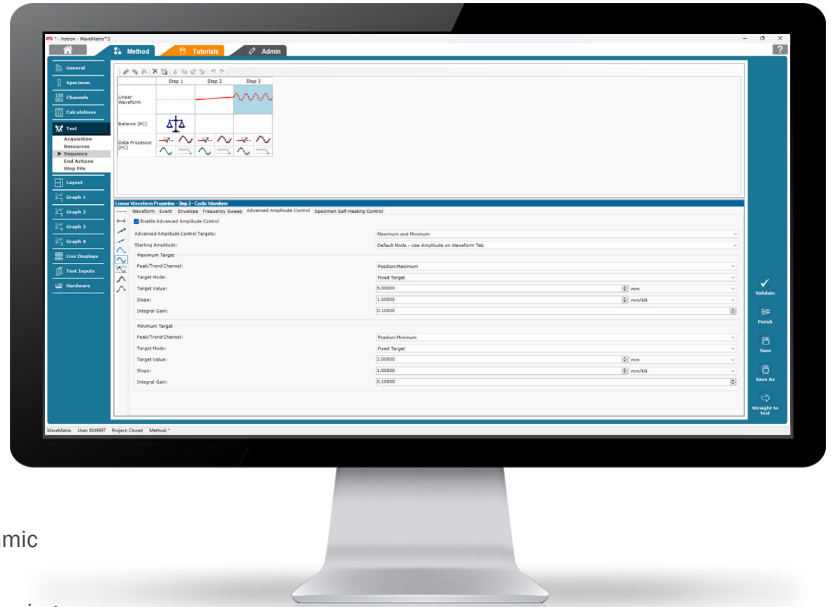 * - Instron - WaveMatrix™3
Method
Tutorials
Admin
?
General
Specimen
Channels
Calculations
Test
Acquisition
Resources
Sequence
End Actions
Stop File
Layout
Graph 1
Graph 2
Graph 3
Graph 4
Live Displays
Test Inputs
Hardware
Step 1 Step 2 Step 3
Linear Waveform
Balance (FC)
Data Processor (FC)
Linear Waveform Properties - Step 3 - Cyclic Waveform
Waveform Event Envelope Frequency Sweep Advanced Amplitude Control Specimen Self-Heating Control
Enable Advanced Amplitude Control
Advanced Amplitude Control Targets: Maximum and Minimum
Starting Amplitude: Default Mode - Use Amplitude on Waveform Tab
Maximum Target
Peak/Trend Channel: Position:Maximum
Target Mode: Fixed Target
Target Value: 5.00000 mm
Slope: 1.00000 mm/kN
Integral Gain: 0.10000
Minimum Target
Peak/Trend Channel: Position:Minimum
Target Mode: Fixed Target
Target Value: 2.00000 mm
Slope: 1.00000 mm/kN
Integral Gain: 0.10000
Validate
Finish
Save
Save As
Straight to test
WaveMatrix Project: Closed Method: *
amic